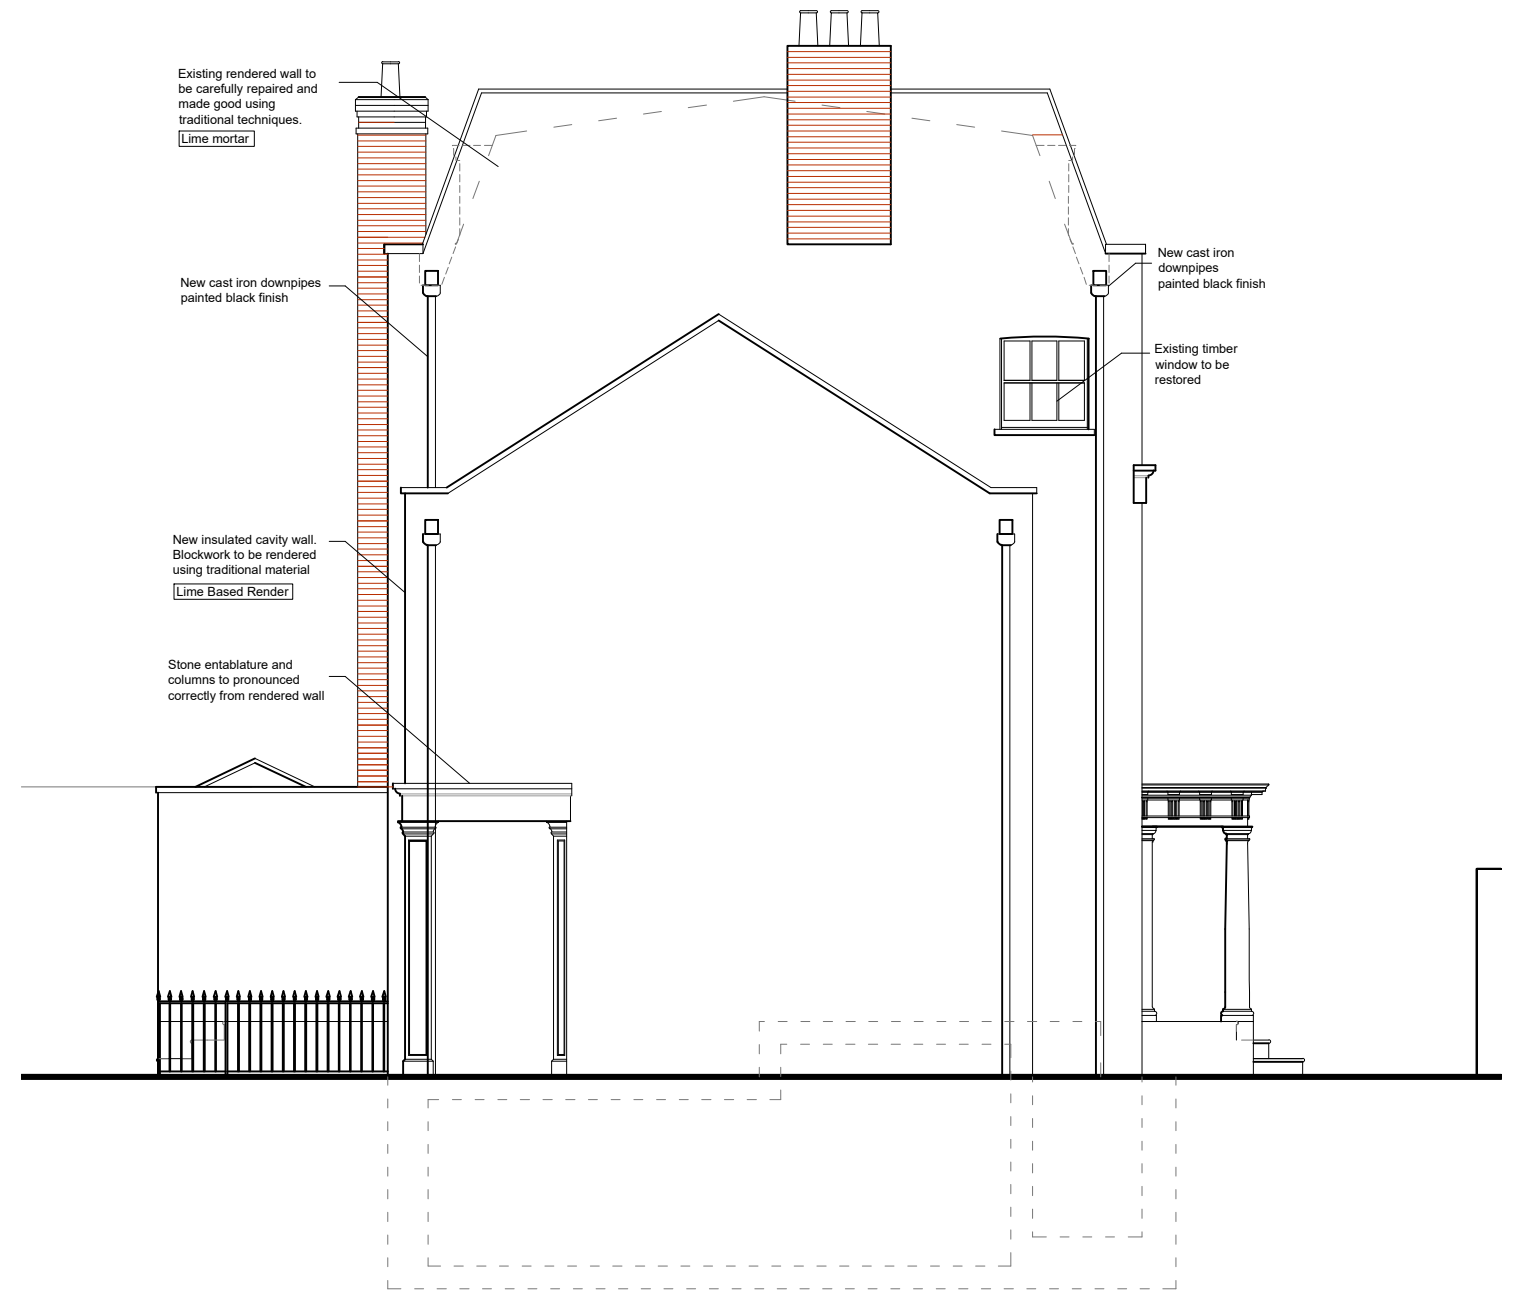 Existing rendered wall to
be carefully repaired and
made good using
traditional techniques.
Lime mortar
New cast iron downpipes
painted black finish
New cast iron
downpipes
painted black finish
Existing timber
window to be
restored
New insulated cavity wall.
Blockwork to be rendered
using traditional material
Lime Based Render
Stone entablature and
columns to pronounced
correctly from rendered wall